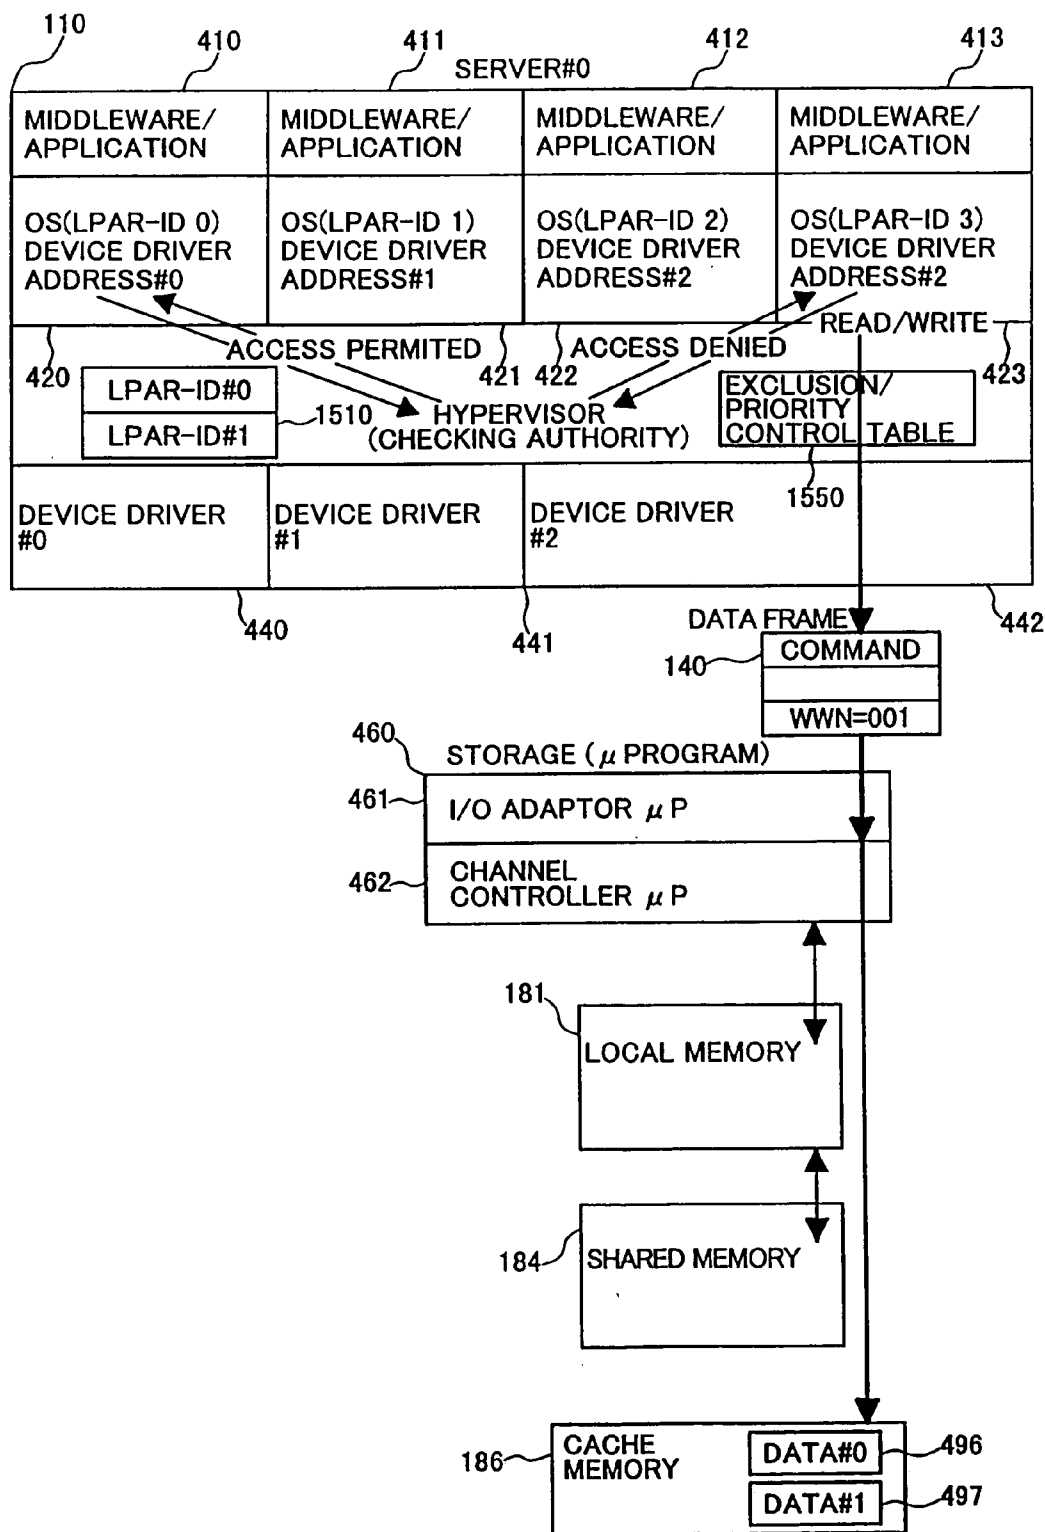 110
410
411
412
413
SERVER#0
MIDDLEWARE/
APPLICATION
MIDDLEWARE/
APPLICATION
MIDDLEWARE/
APPLICATION
MIDDLEWARE/
APPLICATION
OS(LPAR-ID 0)
DEVICE DRIVER
ADDRESS#0
OS(LPAR-ID 1)
DEVICE DRIVER
ADDRESS#1
OS(LPAR-ID 2)
DEVICE DRIVER
ADDRESS#2
OS(LPAR-ID 3)
DEVICE DRIVER
ADDRESS#2
READ/WRITE
420
ACCESS PERMITED
421
422
ACCESS DENIED
423
LPAR-ID#0
LPAR-ID#1
1510
HYPERVISOR
(CHECKING AUTHORITY)
EXCLUSION/
PRIORITY
CONTROL TABLE
1550
DEVICE DRIVER
#0
DEVICE DRIVER
#1
DEVICE DRIVER
#2
440
441
442
DATA FRAME
140
COMMAND
WWN=001
460
STORAGE (μ PROGRAM)
461
I/O ADAPTOR μ P
462
CHANNEL
CONTROLLER μ P
181
LOCAL MEMORY
184
SHARED MEMORY
186
CACHE
MEMORY
DATA#0
496
DATA#1
497